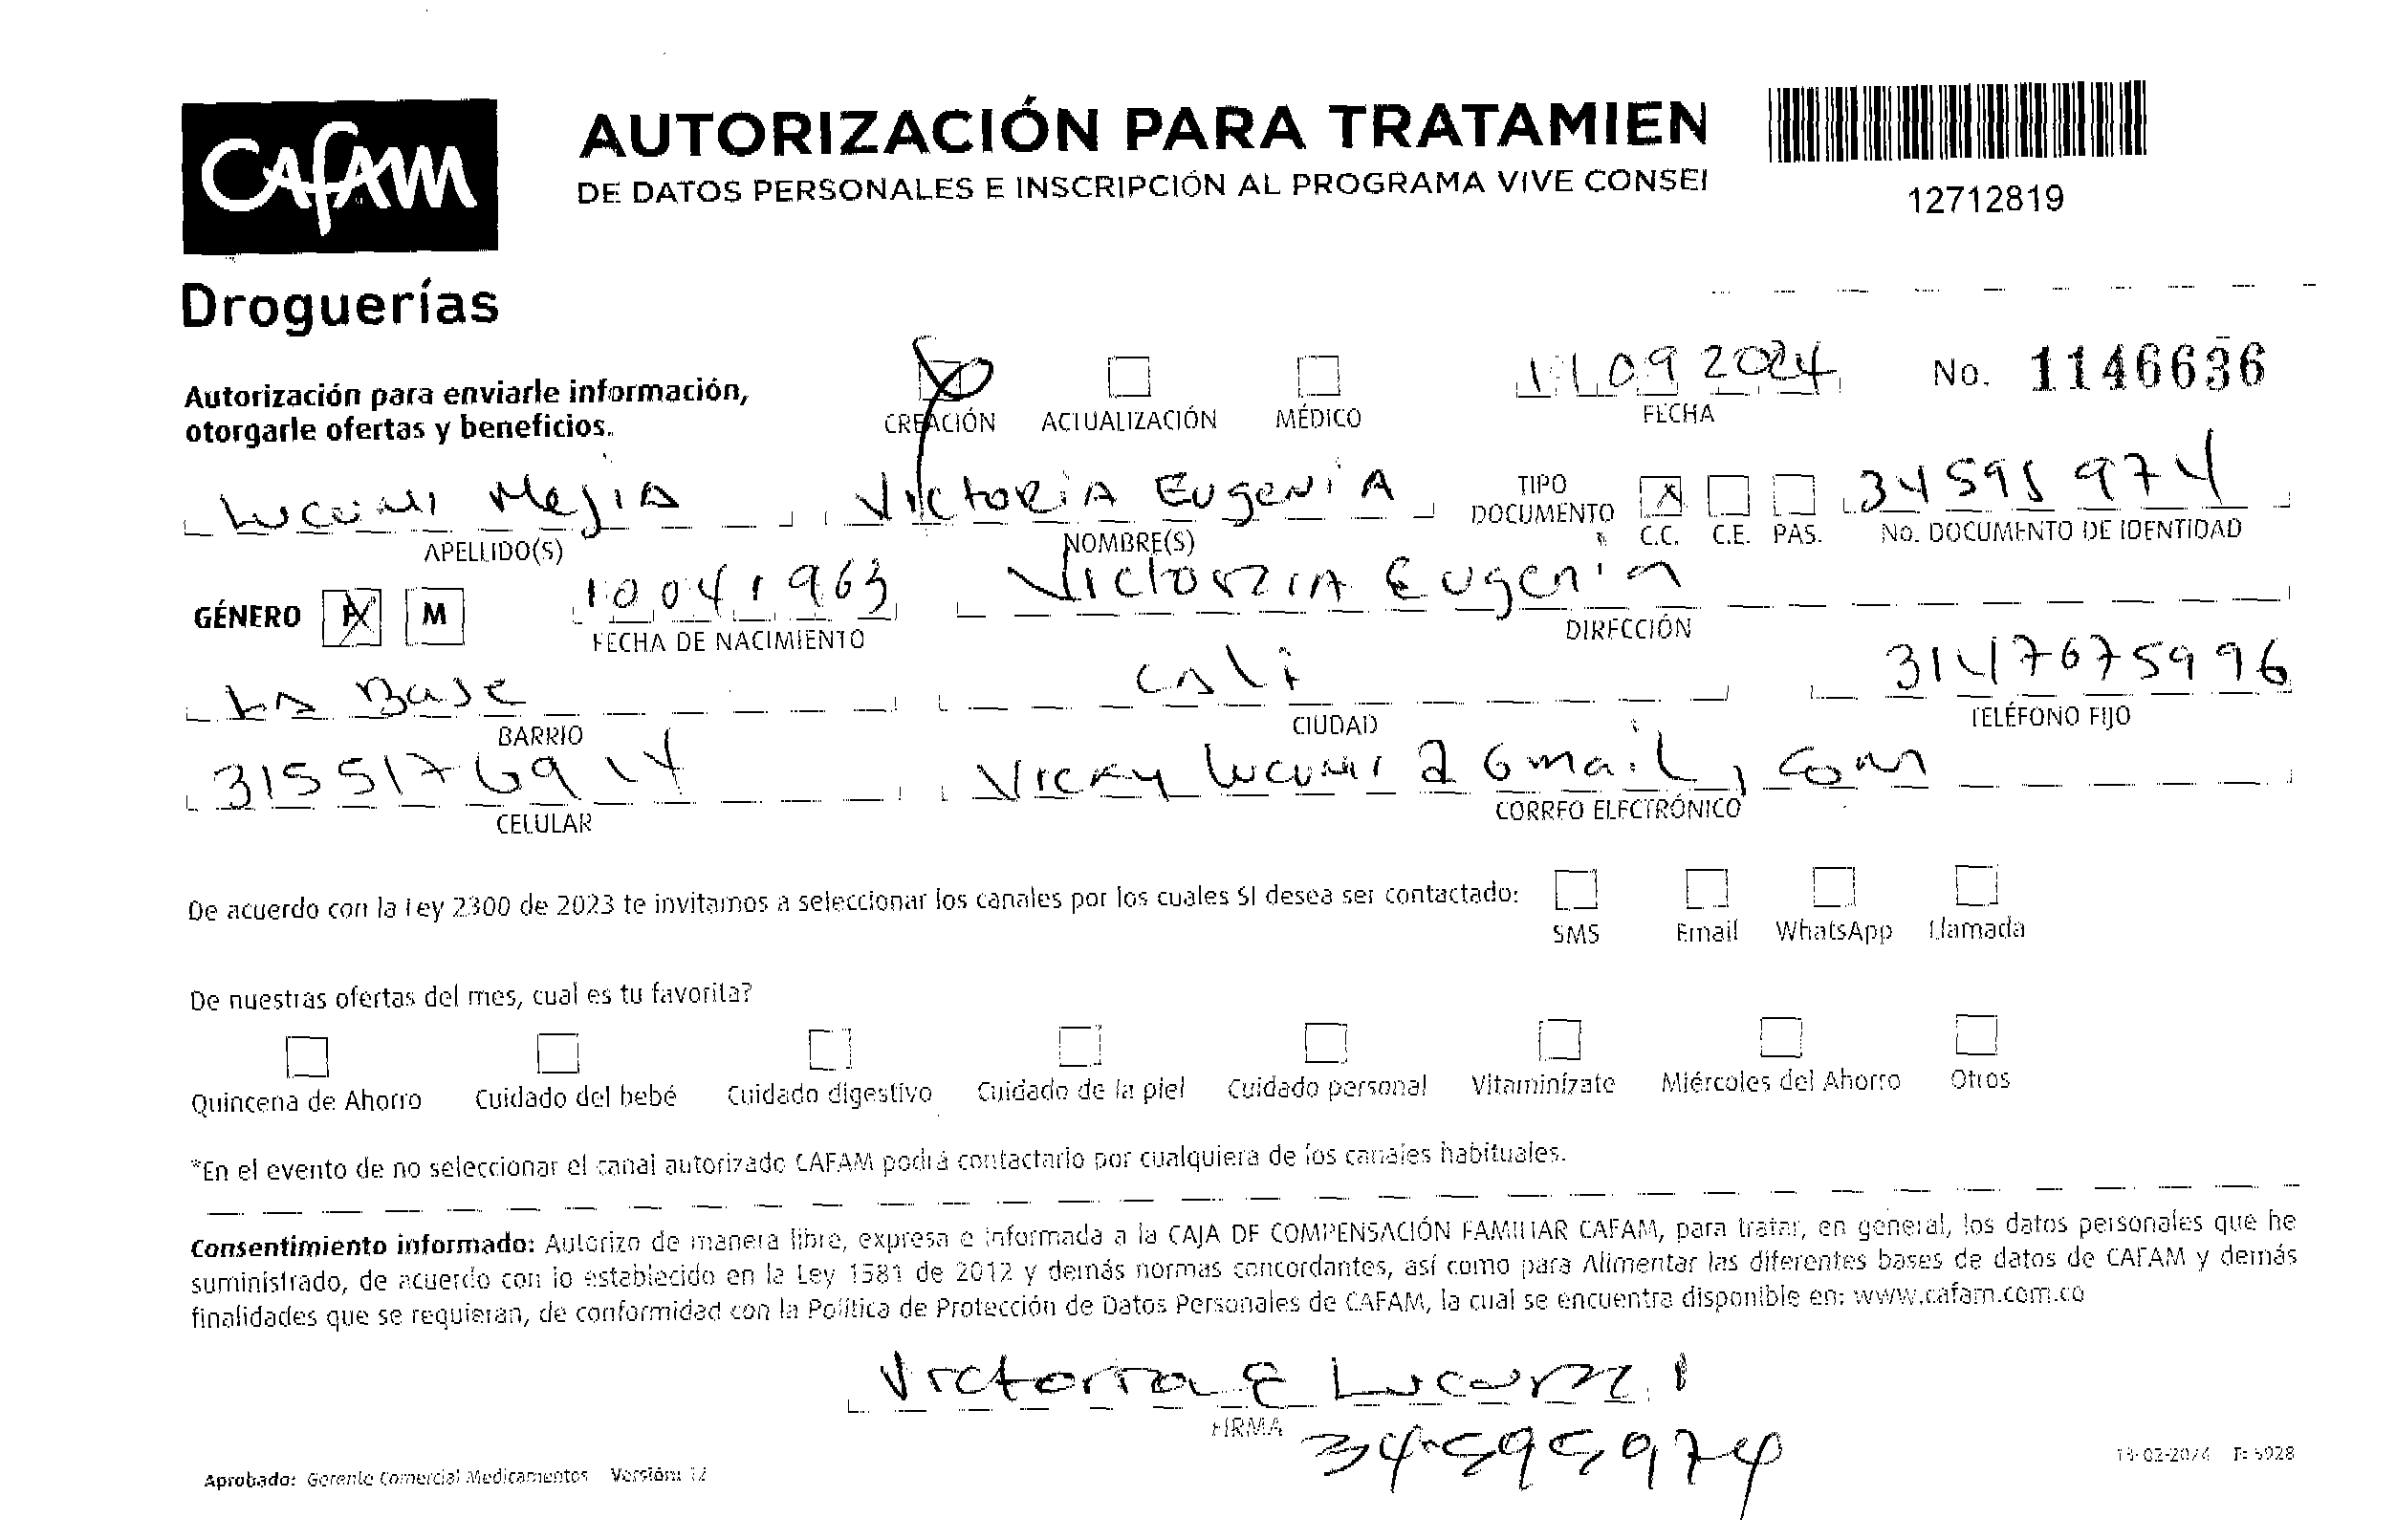 CAFAM
AUTORIZACIÓN PARA TRATAMIEN
DE DATOS PERSONALES E INSCRIPCIÓN AL PROGRAMA VIVE CONSEI
12712819
Droguerías
Autorización para enviarle información,
otorgarle ofertas y beneficios.
CREACIÓN ACTUALIZACIÓN MÉDICO
11 09 2024
FECHA
No. 1146636
Lucumi Mejia Victoria Eugenia
TIPO DOCUMENTO X 34595974
APELLIDO(S) NOMBRE(S) C.C. C.E. PAS. No. DOCUMENTO DE IDENTIDAD
GÉNERO F M 10 04 1963 Victoria Eugenia
FECHA DE NACIMIENTO DIRECCIÓN
La Base Cali 3147675996
BARRIO CIUDAD TELÉFONO FIJO
3155176914 Vicky lucumi @ Gmail, com
CELULAR CORREO ELECTRÓNICO
De acuerdo con la Ley 2300 de 2023 te invitamos a seleccionar los canales por los cuales SI desea ser contactado:
SMS Email WhatsApp Llamada
De nuestras ofertas del mes, cual es tu favorita?
Quincena de Ahorro Cuidado del bebé Cuidado digestivo Cuidado de la piel Cuidado personal Vitaminízate Miércoles del Ahorro Otros
*En el evento de no seleccionar el canal autorizado CAFAM podrá contactarlo por cualquiera de los canales habituales.
Consentimiento informado: Autorizo de manera libre, expresa e informada a la CAJA DE COMPENSACIÓN FAMILIAR CAFAM, para tratar, en general, los datos personales que he
suministrado, de acuerdo con lo establecido en la Ley 1581 de 2012 y demás normas concordantes, así como para Alimentar las diferentes bases de datos de CAFAM y demás
finalidades que se requieran, de conformidad con la Política de Protección de Datos Personales de CAFAM, la cual se encuentra disponible en: www.cafam.com.co
Victoria E Lucumi
FIRMA
34595974
Aprobado: Gerente Comercial Medicamentos Versión: 12